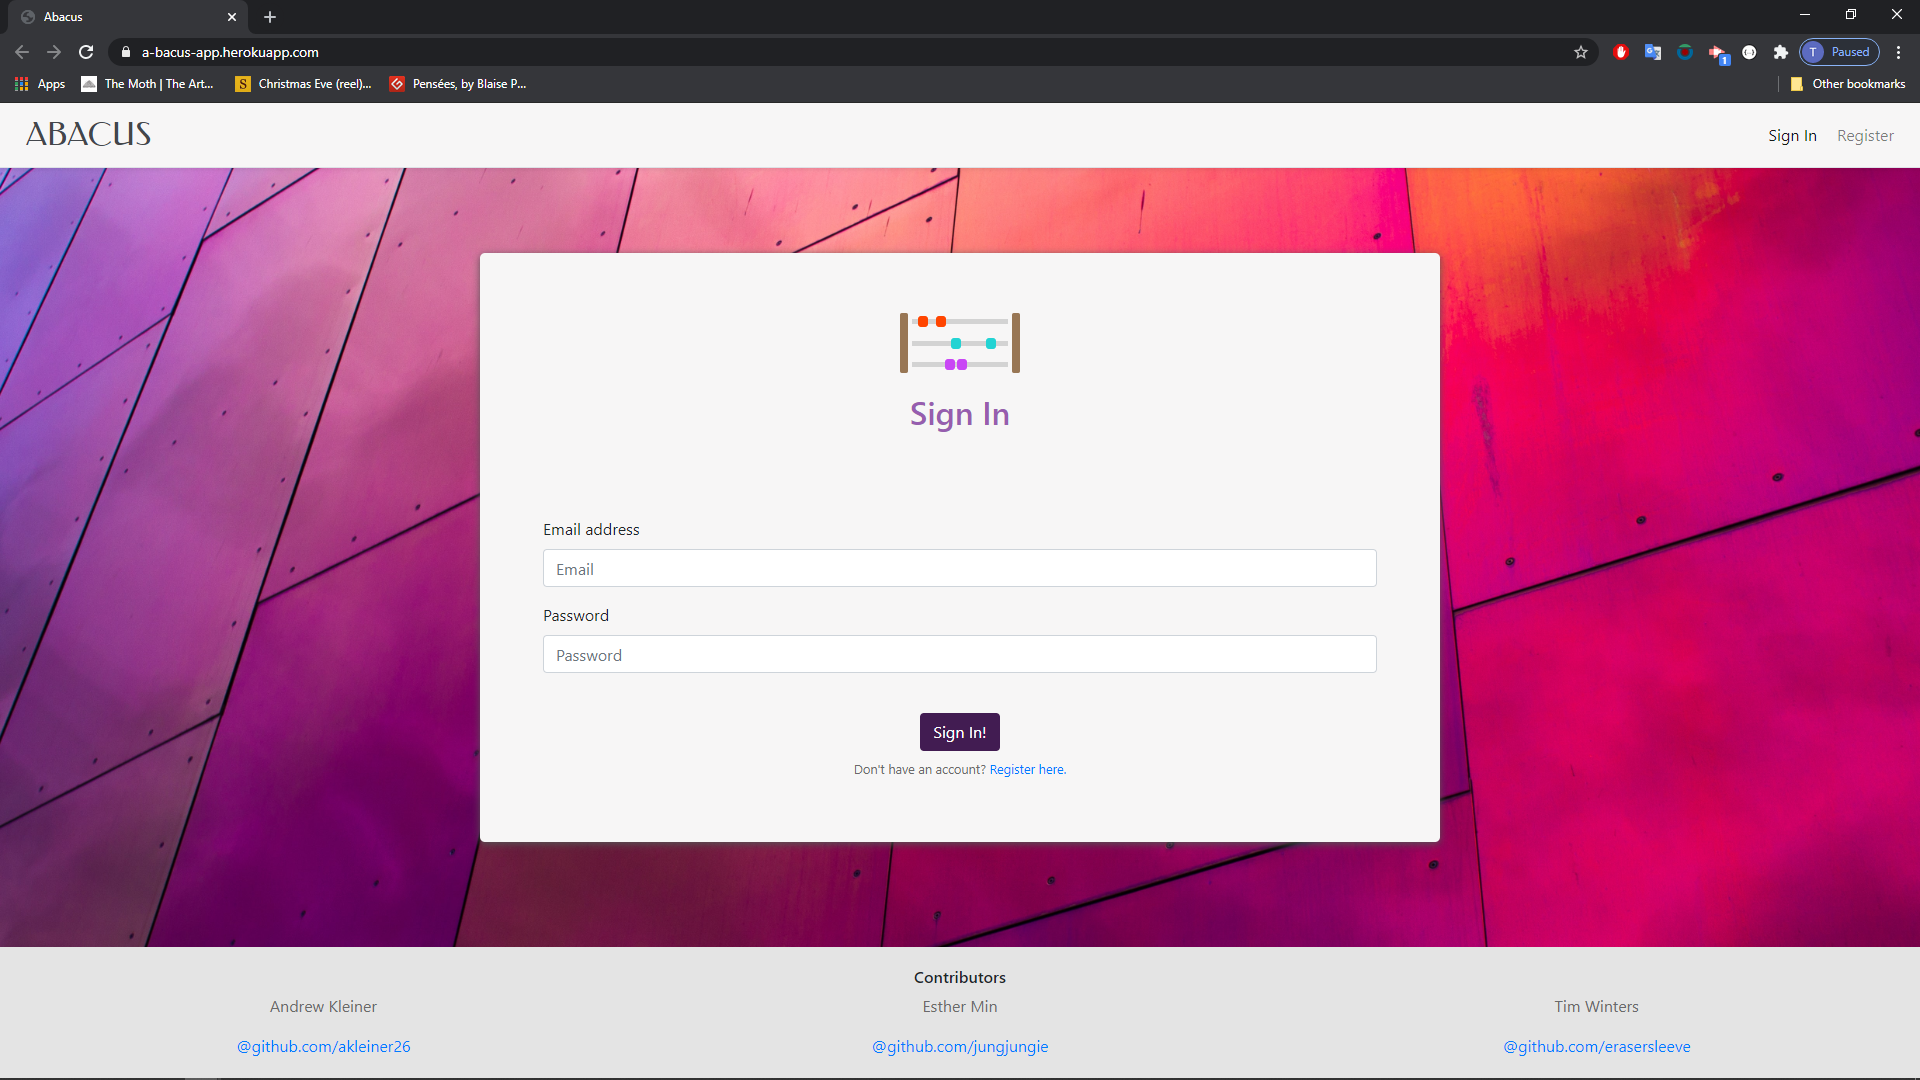 Abacus
a-bacus-app.herokuapp.com
T Paused
Apps
The Moth | The Art...
S Christmas Eve (reel)...
Pensées, by Blaise P...
Other bookmarks
1
ABACUS
Sign In
Register
Sign In
Email address
Email
Password
Password
Sign In!
Don't have an account? Register here.
Contributors
Andrew Kleiner
Esther Min
Tim Winters
@github.com/akleiner26
@github.com/jungjungie
@github.com/erasersleeve